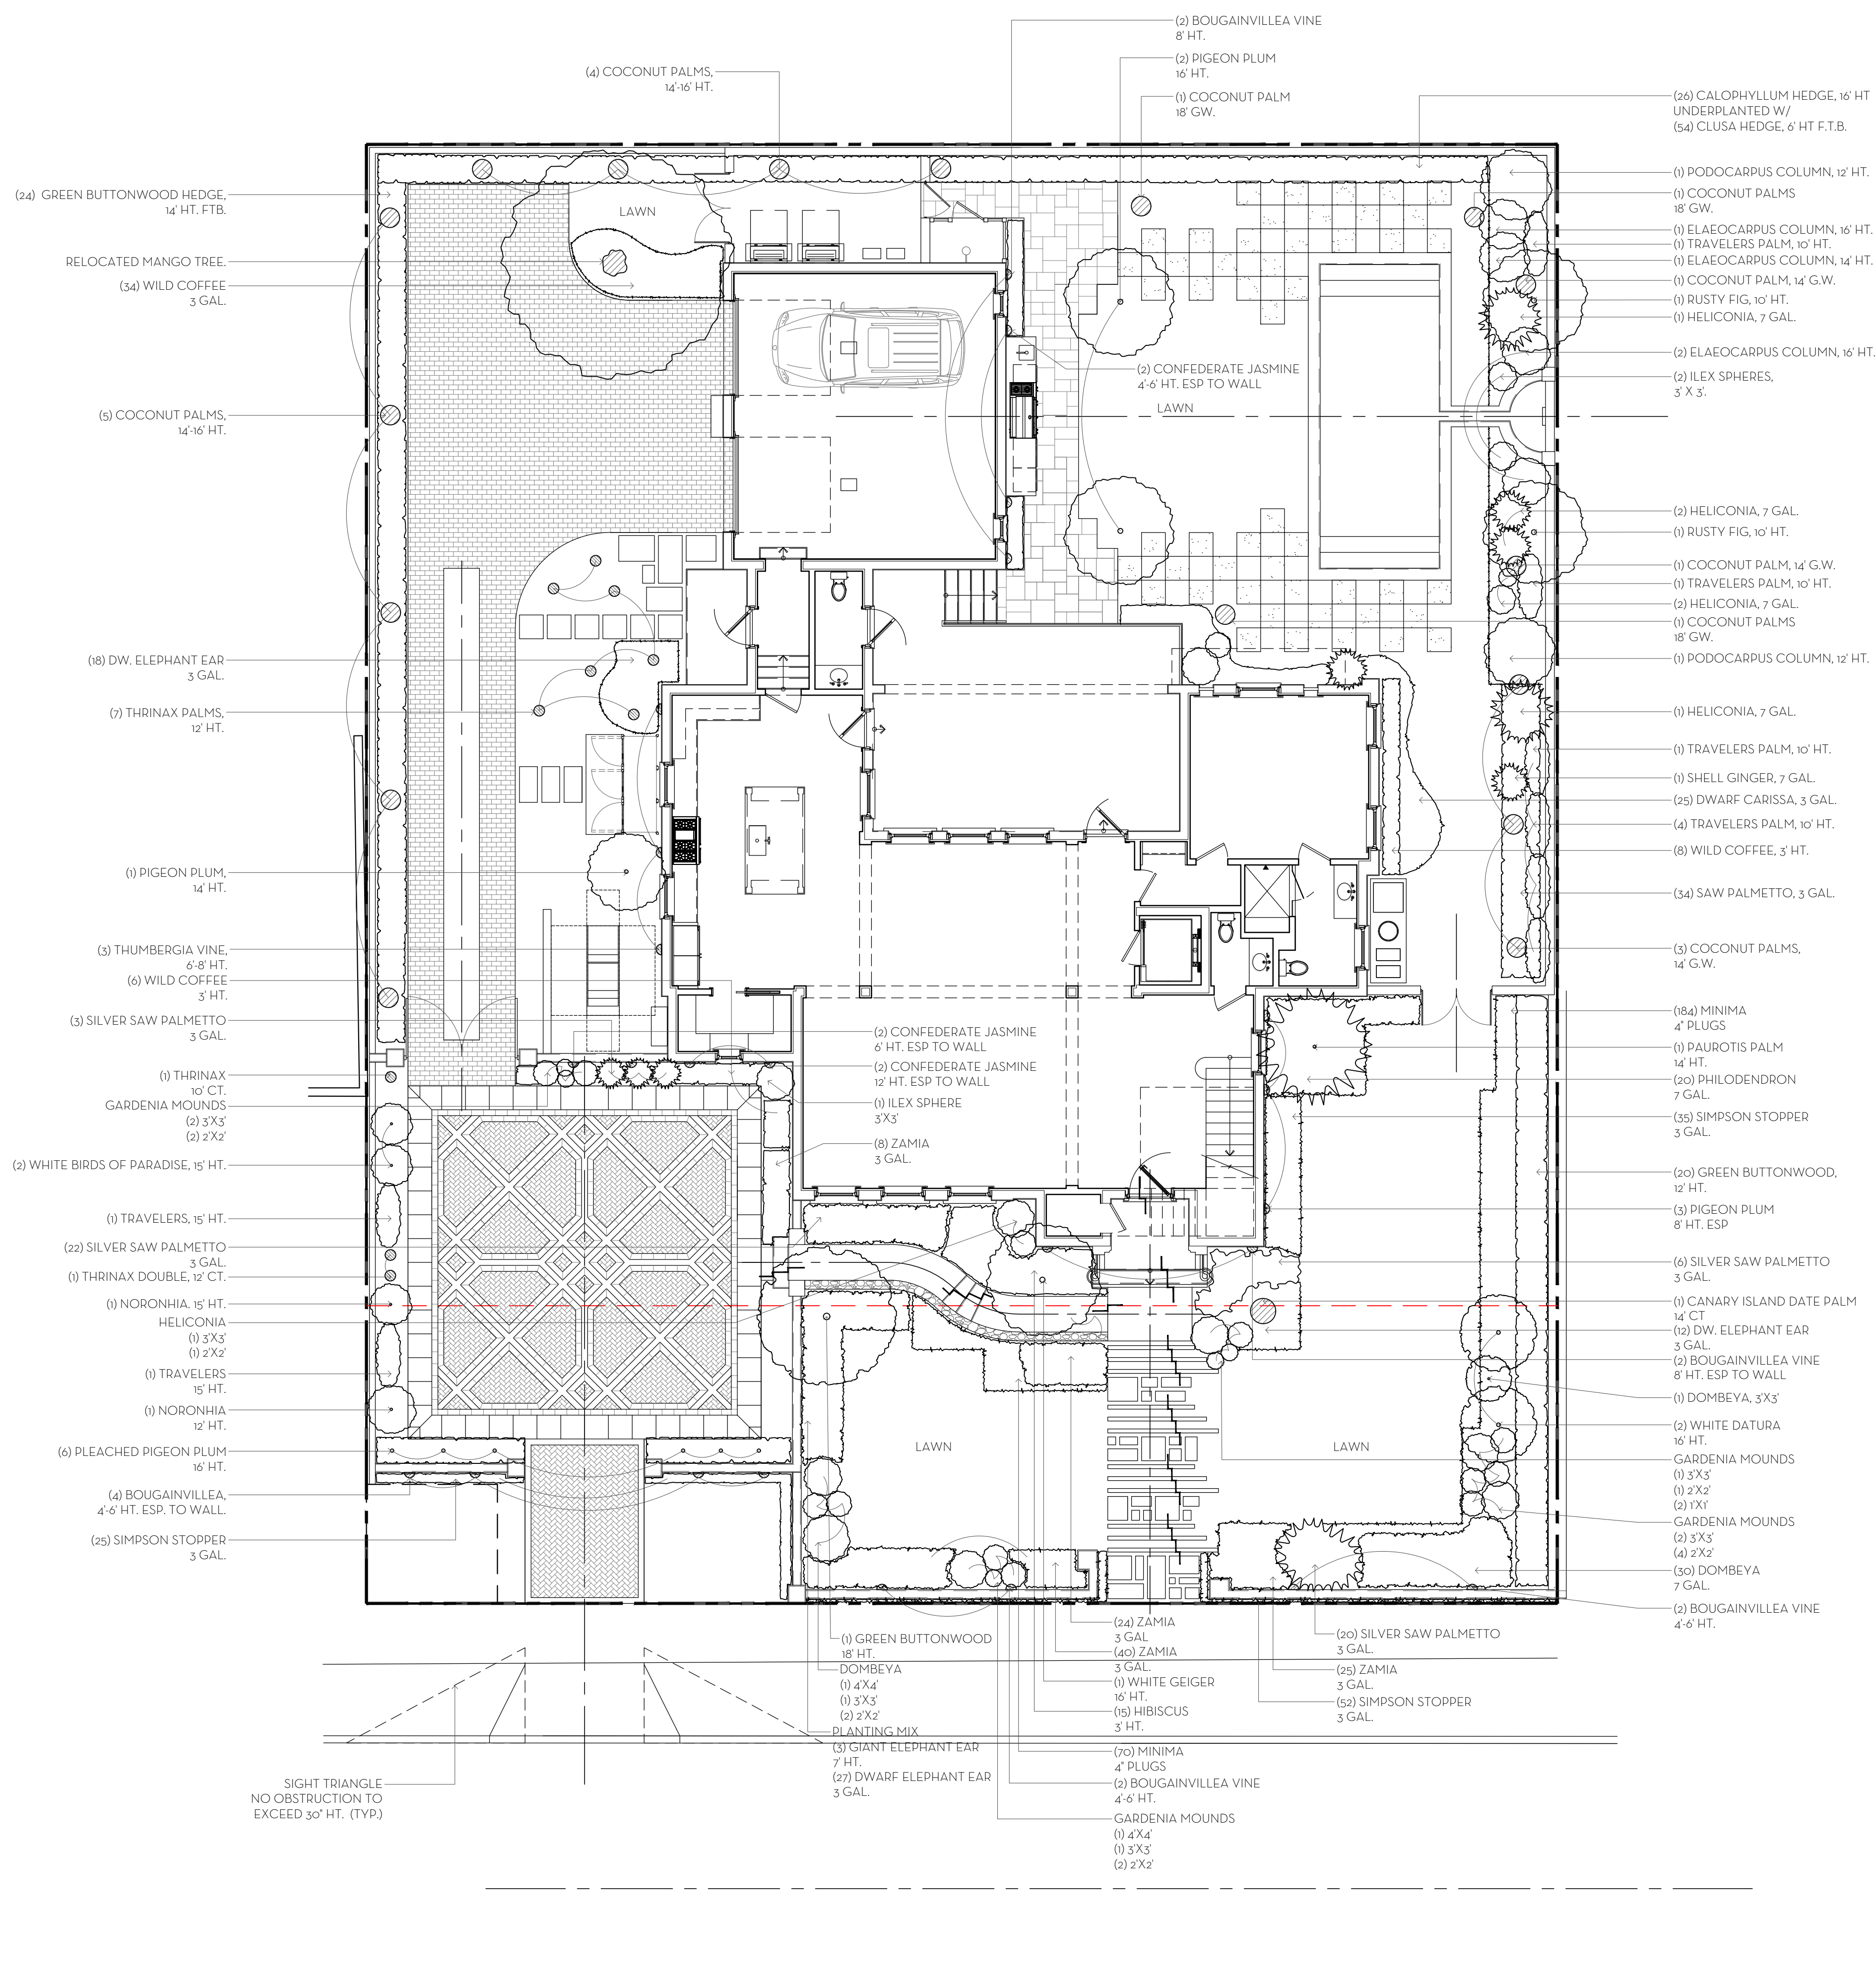 (2) BOUGAINVILLEA VINE
8' HT.
(2) PIGEON PLUM
16' HT.
(1) COCONUT PALM
18' GW.
(4) COCONUT PALMS,
14'-16' HT.
(26) CALOPHYLLUM HEDGE, 16' HT
UNDERPLANTED W/
(54) CLUSA HEDGE, 6' HT F.T.B.
(24) GREEN BUTTONWOOD HEDGE,
14' HT. FTB.
RELOCATED MANGO TREE.
(34) WILD COFFEE
3 GAL.
(5) COCONUT PALMS,
14'-16' HT.
(18) DW. ELEPHANT EAR
3 GAL.
(7) THRINAX PALMS,
12' HT.
(1) PIGEON PLUM,
14' HT.
(3) THUMBERGIA VINE,
6'-8' HT.
(6) WILD COFFEE
3' HT.
(3) SILVER SAW PALMETTO
3 GAL.
(1) THRINAX
10' CT.
GARDENIA MOUNDS
(2) 3'X3'
(2) 2'X2'
(2) WHITE BIRDS OF PARADISE, 15' HT.
(1) TRAVELERS, 15' HT.
(22) SILVER SAW PALMETTO
3 GAL.
(1) THRINAX DOUBLE, 12' CT.
(1) NORONHIA. 15' HT.
HELICONIA
(1) 3'X3'
(1) 2'X2'
(1) TRAVELERS
15' HT.
(1) NORONHIA
12' HT.
(6) PLEACHED PIGEON PLUM
16' HT.
(4) BOUGAINVILLEA,
4'-6' HT. ESP. TO WALL.
(25) SIMPSON STOPPER
3 GAL.
SIGHT TRIANGLE
NO OBSTRUCTION TO
EXCEED 30" HT. (TYP.)
LAWN
(2) CONFEDERATE JASMINE
4'-6' HT. ESP TO WALL
LAWN
(2) CONFEDERATE JASMINE
6' HT. ESP TO WALL
(2) CONFEDERATE JASMINE
12' HT. ESP TO WALL
(1) ILEX SPHERE
3'X3'
(8) ZAMIA
3 GAL.
LAWN
LAWN
(1) GREEN BUTTONWOOD
18' HT.
DOMBEYA
(1) 4'X4'
(1) 3'X3'
(2) 2'X2'
PLANTING MIX
(3) GIANT ELEPHANT EAR
7' HT.
(27) DWARF ELEPHANT EAR
3 GAL.
(24) ZAMIA
3 GAL
(40) ZAMIA
3 GAL.
(1) WHITE GEIGER
16' HT.
(15) HIBISCUS
3' HT.
(70) MINIMA
4" PLUGS
(2) BOUGAINVILLEA VINE
4'-6' HT.
GARDENIA MOUNDS
(1) 4'X4'
(1) 3'X3'
(2) 2'X2'
(20) SILVER SAW PALMETTO
3 GAL.
(25) ZAMIA
3 GAL.
(52) SIMPSON STOPPER
3 GAL.
(1) PODOCARPUS COLUMN, 12' HT.
(1) COCONUT PALMS
18' GW.
(1) ELAEOCARPUS COLUMN, 16' HT.
(1) TRAVELERS PALM, 10' HT.
(1) ELAEOCARPUS COLUMN, 14' HT.
(1) COCONUT PALM, 14' G.W.
(1) RUSTY FIG, 10' HT.
(1) HELICONIA, 7 GAL.
(2) ELAEOCARPUS COLUMN, 16' HT.
(2) ILEX SPHERES,
3' X 3'.
(2) HELICONIA, 7 GAL.
(1) RUSTY FIG, 10' HT.
(1) COCONUT PALM, 14' G.W.
(1) TRAVELERS PALM, 10' HT.
(2) HELICONIA, 7 GAL.
(1) COCONUT PALMS
18' GW.
(1) PODOCARPUS COLUMN, 12' HT.
(1) HELICONIA, 7 GAL.
(1) TRAVELERS PALM, 10' HT.
(1) SHELL GINGER, 7 GAL.
(25) DWARF CARISSA, 3 GAL.
(4) TRAVELERS PALM, 10' HT.
(8) WILD COFFEE, 3' HT.
(34) SAW PALMETTO, 3 GAL.
(3) COCONUT PALMS,
14' G.W.
(184) MINIMA
4" PLUGS
(1) PAUROTIS PALM
14' HT.
(20) PHILODENDRON
7 GAL.
(35) SIMPSON STOPPER
3 GAL.
(20) GREEN BUTTONWOOD,
12' HT.
(3) PIGEON PLUM
8' HT. ESP
(6) SILVER SAW PALMETTO
3 GAL.
(1) CANARY ISLAND DATE PALM
14' CT
(12) DW. ELEPHANT EAR
3 GAL.
(2) BOUGAINVILLEA VINE
8' HT. ESP TO WALL
(1) DOMBEYA, 3'X3'
(2) WHITE DATURA
16' HT.
GARDENIA MOUNDS
(1) 3'X3'
(1) 2'X2'
(2) 1'X1'
GARDENIA MOUNDS
(2) 3'X3'
(4) 2'X2'
(30) DOMBEYA
7 GAL.
(2) BOUGAINVILLEA VINE
4'-6' HT.